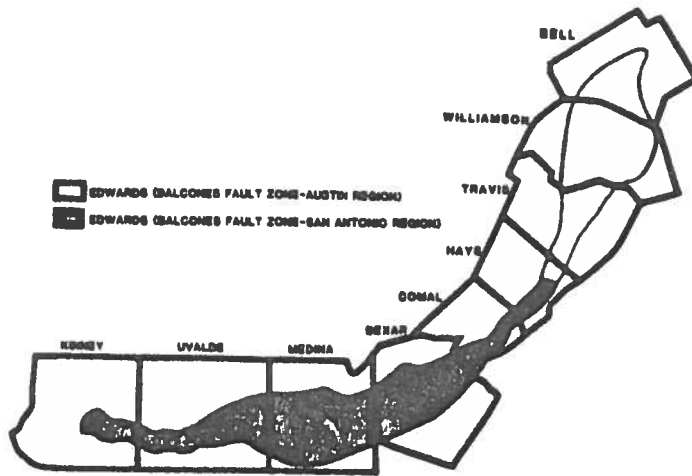 BELL
WILLIAMSON
EDWARDS (BALCONES FAULT ZONE-AUSTIN REGION)
TRAVIS
EDWARDS (BALCONES FAULT ZONE-SAN ANTONIO REGION)
HAYS
COMAL
BEXAR
KINNEY
UVALDE
MEDINA